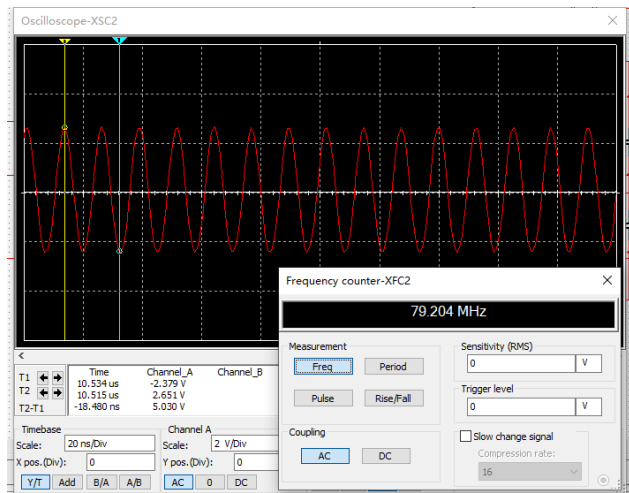 Oscilloscope-XSC2
Frequency counter-XFC2
79.204 MHz
Measurement
Freq
Period
Pulse
Rise/Fall
Coupling
AC
DC
Sensitivity (RMS)
0
V
Trigger level
0
V
Slow change signal
Compression rate:
16
Time Channel_A Channel_B
T1 10.534 us -2.379 V
T2 10.515 us 2.651 V
T2-T1 -18.480 ns 5.030 V
Timebase
Scale: 20 ns/Div
X pos.(Div): 0
Y/T Add B/A A/B
Channel A
Scale: 2 V/Div
Y pos.(Div): 0
AC 0 DC